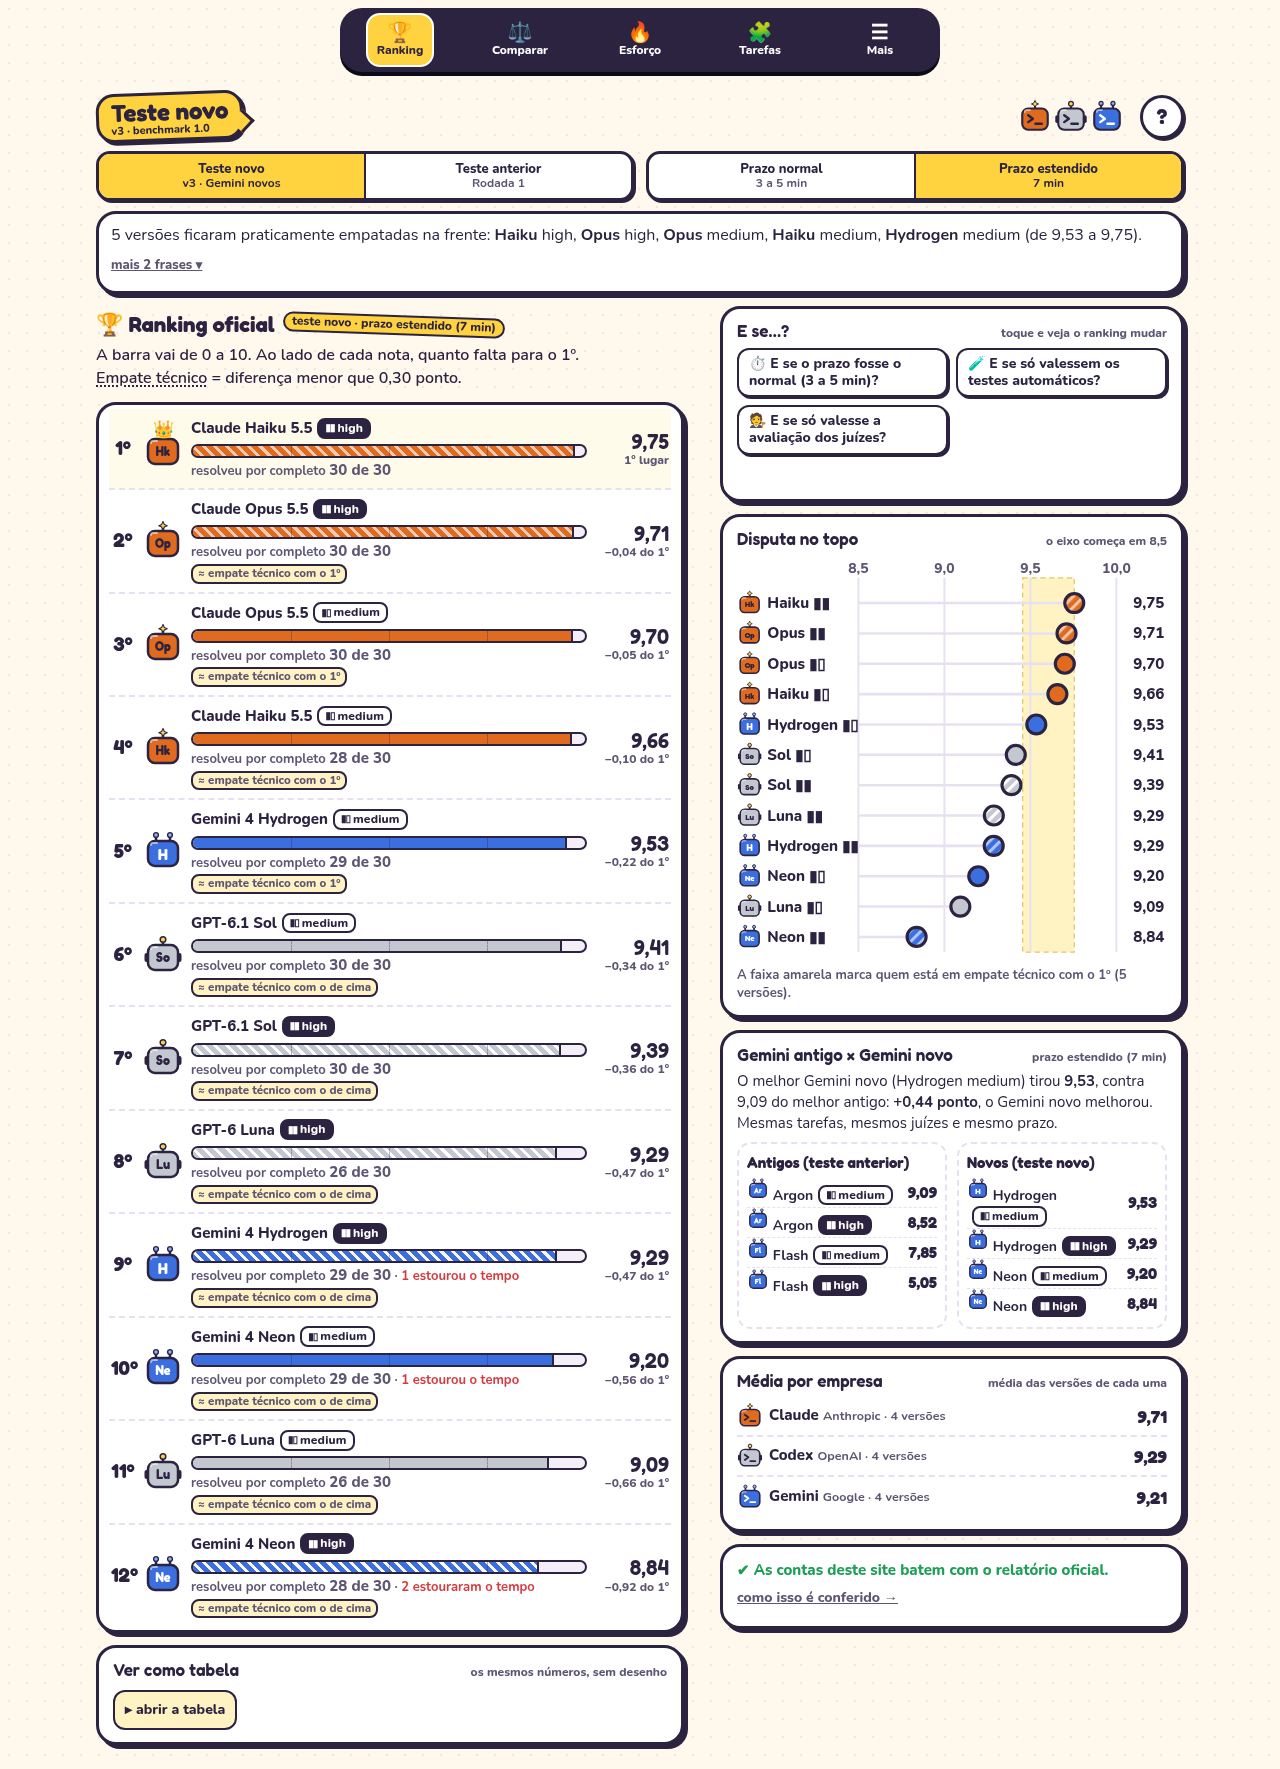 🏆 Ranking
⚖️ Comparar
🔥 Esforço
🧩 Tarefas
☰ Mais
Teste novo
v3 · benchmark 1.0
?
Teste novo
v3 · Gemini novos
Teste anterior
Rodada 1
Prazo normal
3 a 5 min
Prazo estendido
7 min
5 versões ficaram praticamente empatadas na frente: Haiku high, Opus high, Opus medium, Haiku medium, Hydrogen medium (de 9,53 a 9,75).
mais 2 frases ▾
🏆 Ranking oficial teste novo · prazo estendido (7 min)
A barra vai de 0 a 10. Ao lado de cada nota, quanto falta para o 1º.
Empate técnico = diferença menor que 0,30 ponto.
1º Hk Claude Haiku 5.5 high
9,75
1º lugar
resolveu por completo 30 de 30
2º Op Claude Opus 5.5 high
9,71
−0,04 do 1º
resolveu por completo 30 de 30
≈ empate técnico com o 1º
3º Op Claude Opus 5.5 medium
9,70
−0,05 do 1º
resolveu por completo 30 de 30
≈ empate técnico com o 1º
4º Hk Claude Haiku 5.5 medium
9,66
−0,10 do 1º
resolveu por completo 28 de 30
≈ empate técnico com o 1º
5º H Gemini 4 Hydrogen medium
9,53
−0,22 do 1º
resolveu por completo 29 de 30
≈ empate técnico com o 1º
6º So GPT-6.1 Sol medium
9,41
−0,34 do 1º
resolveu por completo 30 de 30
≈ empate técnico com o de cima
7º So GPT-6.1 Sol high
9,39
−0,36 do 1º
resolveu por completo 30 de 30
≈ empate técnico com o de cima
8º Lu GPT-6 Luna high
9,29
−0,47 do 1º
resolveu por completo 26 de 30
≈ empate técnico com o de cima
9º H Gemini 4 Hydrogen high
9,29
−0,47 do 1º
resolveu por completo 29 de 30 · 1 estourou o tempo
≈ empate técnico com o de cima
10º Ne Gemini 4 Neon medium
9,20
−0,56 do 1º
resolveu por completo 29 de 30 · 1 estourou o tempo
≈ empate técnico com o de cima
11º Lu GPT-6 Luna medium
9,09
−0,66 do 1º
resolveu por completo 26 de 30
≈ empate técnico com o de cima
12º Ne Gemini 4 Neon high
8,84
−0,92 do 1º
resolveu por completo 28 de 30 · 2 estouraram o tempo
≈ empate técnico com o de cima
Ver como tabela
os mesmos números, sem desenho
▸ abrir a tabela
E se...?
toque e veja o ranking mudar
⏱️ E se o prazo fosse o
normal (3 a 5 min)?
🧪 E se só valessem os
testes automáticos?
🧑‍⚖️ E se só valesse a
avaliação dos juízes?
Disputa no topo
o eixo começa em 8,5
8,5 9,0 9,5 10,0
Hk Haiku 9,75
Op Opus 9,71
Op Opus 9,70
Hk Haiku 9,66
H Hydrogen 9,53
So Sol 9,41
So Sol 9,39
Lu Luna 9,29
H Hydrogen 9,29
Ne Neon 9,20
Lu Luna 9,09
Ne Neon 8,84
A faixa amarela marca quem está em empate técnico com o 1º (5
versões).
Gemini antigo × Gemini novo
prazo estendido (7 min)
O melhor Gemini novo (Hydrogen medium) tirou 9,53, contra
9,09 do melhor antigo: +0,44 ponto, o Gemini novo melhorou.
Mesmas tarefas, mesmos juízes e mesmo prazo.
Antigos (teste anterior)
Ar Argon medium 9,09
Ar Argon high 8,52
Fl Flash medium 7,85
Fl Flash high 5,05
Novos (teste novo)
H Hydrogen
medium 9,53
H Hydrogen high 9,29
Ne Neon medium 9,20
Ne Neon high 8,84
Média por empresa
média das versões de cada uma
Claude Anthropic · 4 versões 9,71
Codex OpenAI · 4 versões 9,29
Gemini Google · 4 versões 9,21
✔ As contas deste site batem com o relatório oficial.
como isso é conferido →